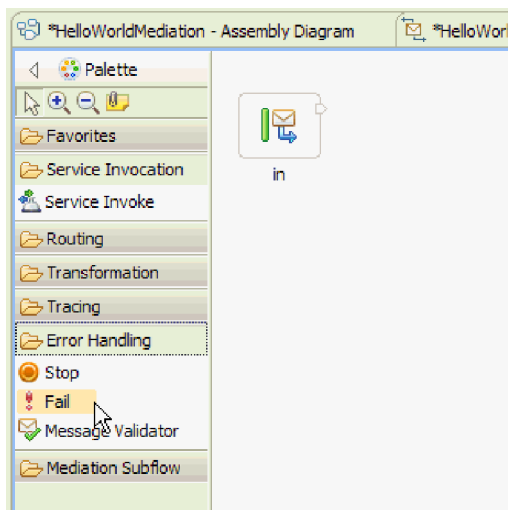 *HelloWorldMediation - Assembly Diagram
*HelloWor
Palette
Favorites
Service Invocation
Service Invoke
Routing
Transformation
Tracing
Error Handling
Stop
Fail
Message Validator
Mediation Subflow
in